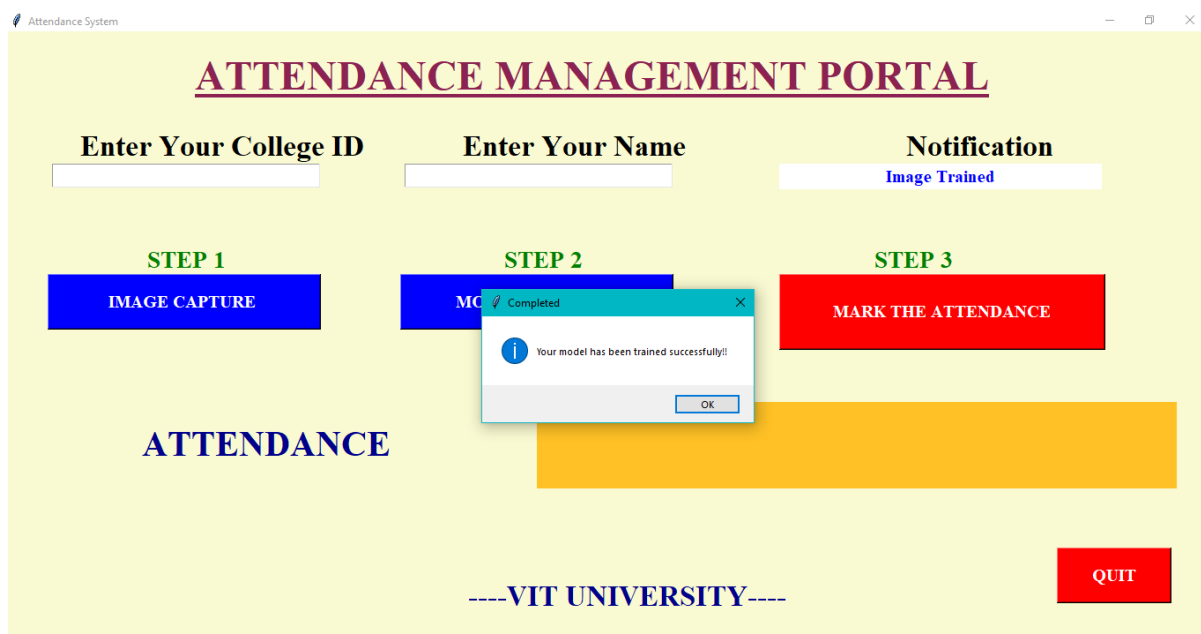 Attendance System
ATTENDANCE MANAGEMENT PORTAL
Enter Your College ID
Enter Your Name
Notification
Image Trained
STEP 1
STEP 2
STEP 3
IMAGE CAPTURE
MARK THE ATTENDANCE
Completed
Your model has been trained successfully!!
OK
ATTENDANCE
QUIT
----VIT UNIVERSITY----